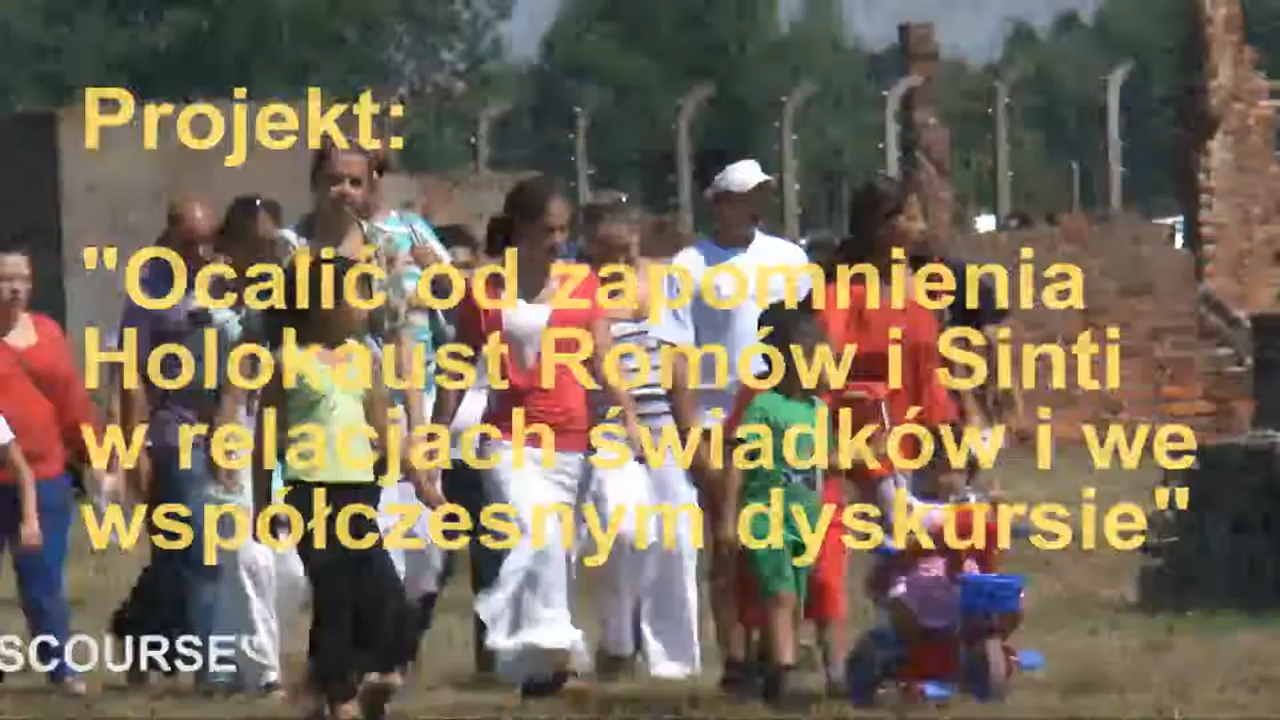 Projekt:
"Ocalić od zapomnienia
Holokaust Romów i Sinti
w relacjach świadków i we
współczesnym dyskursie"
SCOURSE"